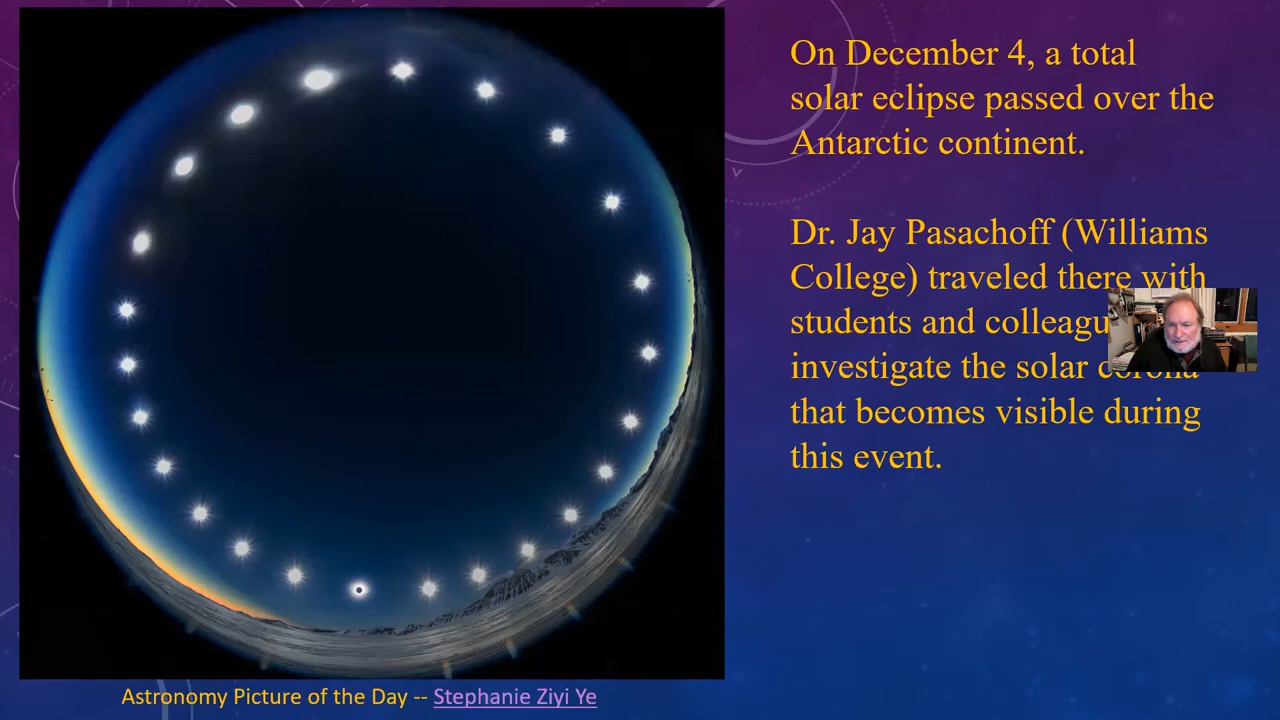 On December 4, a total
solar eclipse passed over the
Antarctic continent.
Dr. Jay Pasachoff (Williams
College) traveled there with
students and
investigate the solar corona
that becomes visible during
this event.
Astronomy Picture of the Day -- Stephanie Ziyi Ye